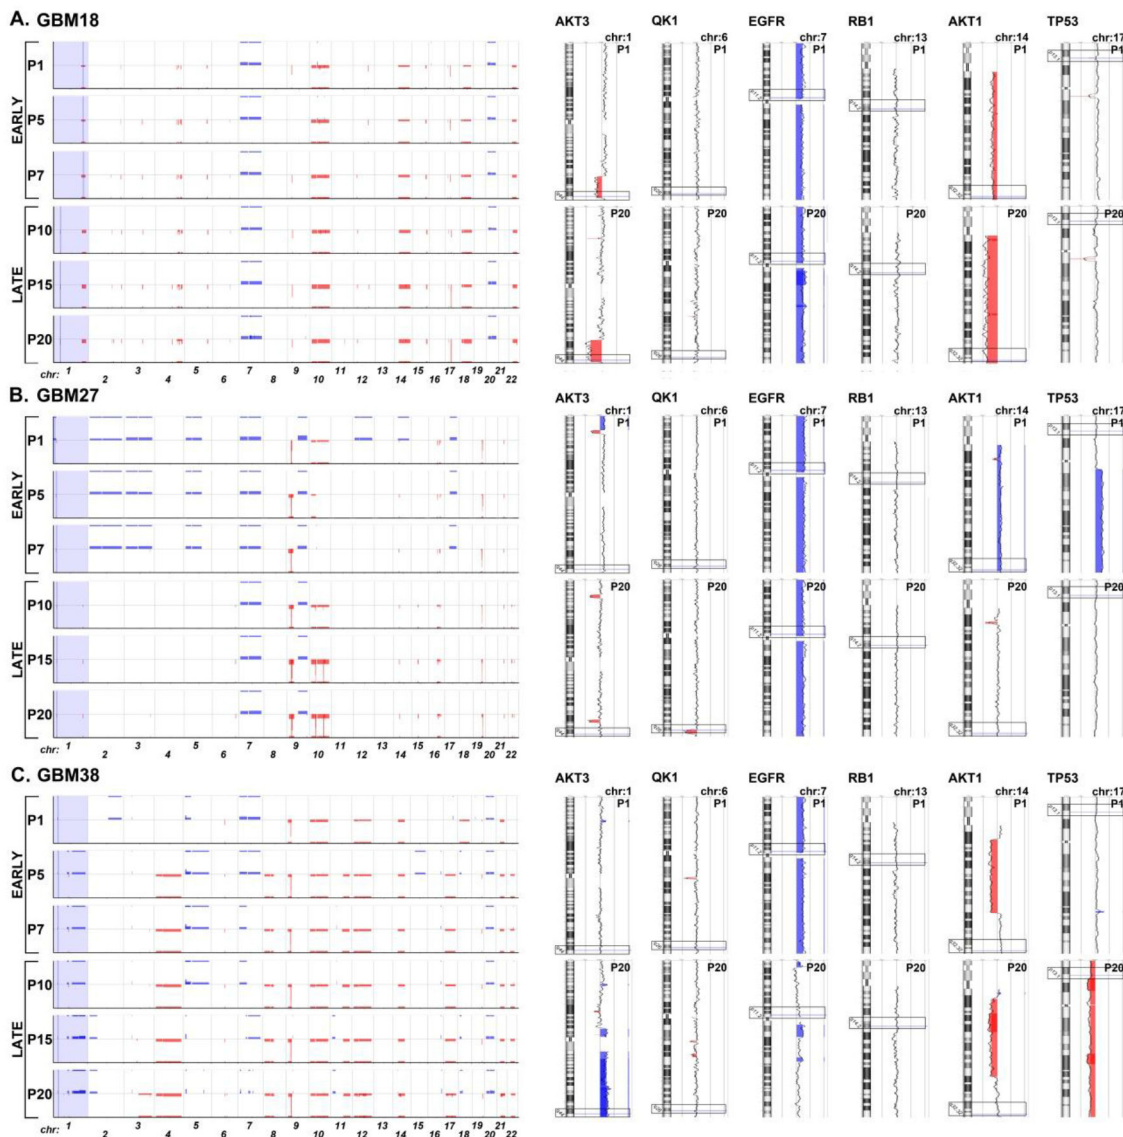 A. GBM18
AKT3 QK1 EGFR RB1 AKT1 TP53
chr:1 chr:6 chr:7 chr:13 chr:14 chr:17
P1 P1 P1 P1 P1 P1
EARLY
P1
P5
P7
P20 P20 P20 P20 P20 P20
LATE
P10
P15
P20
chr: 1 2 3 4 5 6 7 8 9 10 11 12 13 14 15 16 17 18 19 20 21 22
B. GBM27
AKT3 QK1 EGFR RB1 AKT1 TP53
chr:1 chr:6 chr:7 chr:13 chr:14 chr:17
P1 P1 P1 P1 P1 P1
EARLY
P1
P5
P7
P20 P20 P20 P20 P20 P20
LATE
P10
P15
P20
chr: 1 2 3 4 5 6 7 8 9 10 11 12 13 14 15 16 17 18 19 20 21 22
C. GBM38
AKT3 QK1 EGFR RB1 AKT1 TP53
chr:1 chr:6 chr:7 chr:13 chr:14 chr:17
P1 P1 P1 P1 P1 P1
EARLY
P1
P5
P7
P20 P20 P20 P20 P20 P20
LATE
P10
P15
P20
chr: 1 2 3 4 5 6 7 8 9 10 11 12 13 14 15 16 17 18 19 20 21 22